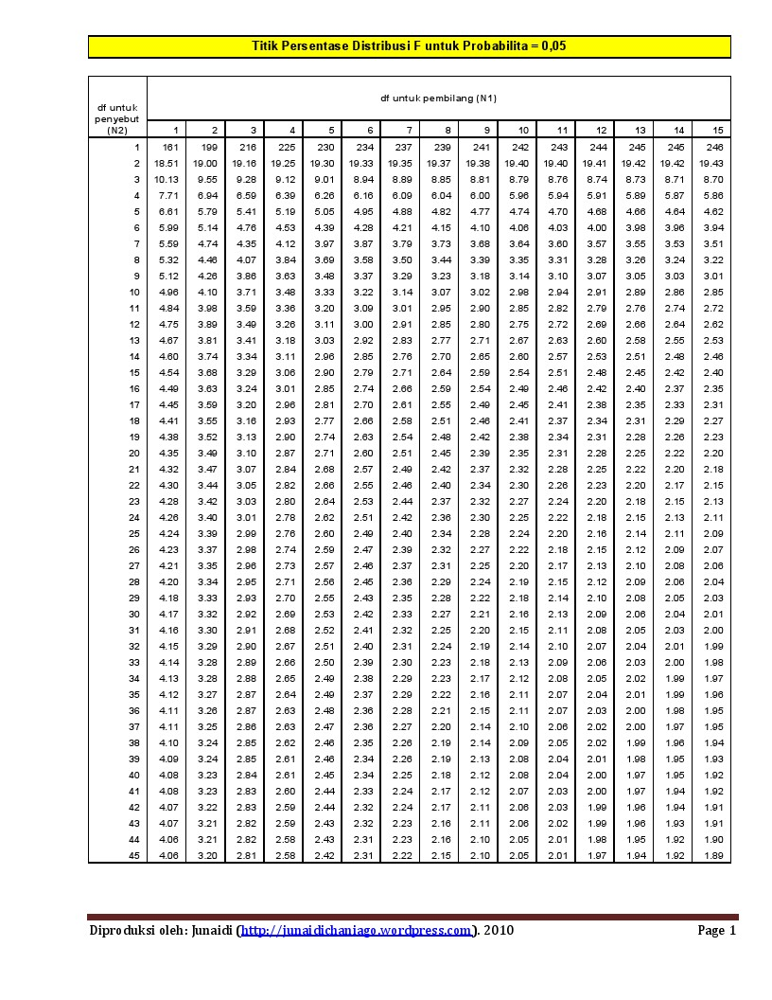 Titik Persentase Distribusi F untuk Probabilita = 0,05
df untuk penyebut (N2)
df untuk pembilang (N1)
1 2 3 4 5 6 7 8 9 10 11 12 13 14 15
1 161 199 216 225 230 234 237 239 241 242 243 244 245 245 246
2 18.51 19.00 19.16 19.25 19.30 19.33 19.35 19.37 19.38 19.40 19.40 19.41 19.42 19.42 19.43
3 10.13 9.55 9.28 9.12 9.01 8.94 8.89 8.85 8.81 8.79 8.76 8.74 8.73 8.71 8.70
4 7.71 6.94 6.59 6.39 6.26 6.16 6.09 6.04 6.00 5.96 5.94 5.91 5.89 5.87 5.86
5 6.61 5.79 5.41 5.19 5.05 4.95 4.88 4.82 4.77 4.74 4.70 4.68 4.66 4.64 4.62
6 5.99 5.14 4.76 4.53 4.39 4.28 4.21 4.15 4.10 4.06 4.03 4.00 3.98 3.96 3.94
7 5.59 4.74 4.35 4.12 3.97 3.87 3.79 3.73 3.68 3.64 3.60 3.57 3.55 3.53 3.51
8 5.32 4.46 4.07 3.84 3.69 3.58 3.50 3.44 3.39 3.35 3.31 3.28 3.26 3.24 3.22
9 5.12 4.26 3.86 3.63 3.48 3.37 3.29 3.23 3.18 3.14 3.10 3.07 3.05 3.03 3.01
10 4.96 4.10 3.71 3.48 3.33 3.22 3.14 3.07 3.02 2.98 2.94 2.91 2.89 2.86 2.85
11 4.84 3.98 3.59 3.36 3.20 3.09 3.01 2.95 2.90 2.85 2.82 2.79 2.76 2.74 2.72
12 4.75 3.89 3.49 3.26 3.11 3.00 2.91 2.85 2.80 2.75 2.72 2.69 2.66 2.64 2.62
13 4.67 3.81 3.41 3.18 3.03 2.92 2.83 2.77 2.71 2.67 2.63 2.60 2.58 2.55 2.53
14 4.60 3.74 3.34 3.11 2.96 2.85 2.76 2.70 2.65 2.60 2.57 2.53 2.51 2.48 2.46
15 4.54 3.68 3.29 3.06 2.90 2.79 2.71 2.64 2.59 2.54 2.51 2.48 2.45 2.42 2.40
16 4.49 3.63 3.24 3.01 2.85 2.74 2.66 2.59 2.54 2.49 2.46 2.42 2.40 2.37 2.35
17 4.45 3.59 3.20 2.96 2.81 2.70 2.61 2.55 2.49 2.45 2.41 2.38 2.35 2.33 2.31
18 4.41 3.55 3.16 2.93 2.77 2.66 2.58 2.51 2.46 2.41 2.37 2.34 2.31 2.29 2.27
19 4.38 3.52 3.13 2.90 2.74 2.63 2.54 2.48 2.42 2.38 2.34 2.31 2.28 2.26 2.23
20 4.35 3.49 3.10 2.87 2.71 2.60 2.51 2.45 2.39 2.35 2.31 2.28 2.25 2.22 2.20
21 4.32 3.47 3.07 2.84 2.68 2.57 2.49 2.42 2.37 2.32 2.28 2.25 2.22 2.20 2.18
22 4.30 3.44 3.05 2.82 2.66 2.55 2.46 2.40 2.34 2.30 2.26 2.23 2.20 2.17 2.15
23 4.28 3.42 3.03 2.80 2.64 2.53 2.44 2.37 2.32 2.27 2.24 2.20 2.18 2.15 2.13
24 4.26 3.40 3.01 2.78 2.62 2.51 2.42 2.36 2.30 2.25 2.22 2.18 2.15 2.13 2.11
25 4.24 3.39 2.99 2.76 2.60 2.49 2.40 2.34 2.28 2.24 2.20 2.16 2.14 2.11 2.09
26 4.23 3.37 2.98 2.74 2.59 2.47 2.39 2.32 2.27 2.22 2.18 2.15 2.12 2.09 2.07
27 4.21 3.35 2.96 2.73 2.57 2.46 2.37 2.31 2.25 2.20 2.17 2.13 2.10 2.08 2.06
28 4.20 3.34 2.95 2.71 2.56 2.45 2.36 2.29 2.24 2.19 2.15 2.12 2.09 2.06 2.04
29 4.18 3.33 2.93 2.70 2.55 2.43 2.35 2.28 2.22 2.18 2.14 2.10 2.08 2.05 2.03
30 4.17 3.32 2.92 2.69 2.53 2.42 2.33 2.27 2.21 2.16 2.13 2.09 2.06 2.04 2.01
31 4.16 3.30 2.91 2.68 2.52 2.41 2.32 2.25 2.20 2.15 2.11 2.08 2.05 2.03 2.00
32 4.15 3.29 2.90 2.67 2.51 2.40 2.31 2.24 2.19 2.14 2.10 2.07 2.04 2.01 1.99
33 4.14 3.28 2.89 2.66 2.50 2.39 2.30 2.23 2.18 2.13 2.09 2.06 2.03 2.00 1.98
34 4.13 3.28 2.88 2.65 2.49 2.38 2.29 2.23 2.17 2.12 2.08 2.05 2.02 1.99 1.97
35 4.12 3.27 2.87 2.64 2.49 2.37 2.29 2.22 2.16 2.11 2.07 2.04 2.01 1.99 1.96
36 4.11 3.26 2.87 2.63 2.48 2.36 2.28 2.21 2.15 2.11 2.07 2.03 2.00 1.98 1.95
37 4.11 3.25 2.86 2.63 2.47 2.36 2.27 2.20 2.14 2.10 2.06 2.02 2.00 1.97 1.95
38 4.10 3.24 2.85 2.62 2.46 2.35 2.26 2.19 2.14 2.09 2.05 2.02 1.99 1.96 1.94
39 4.09 3.24 2.85 2.61 2.46 2.34 2.26 2.19 2.13 2.08 2.04 2.01 1.98 1.95 1.93
40 4.08 3.23 2.84 2.61 2.45 2.34 2.25 2.18 2.12 2.08 2.04 2.00 1.97 1.95 1.92
41 4.08 3.23 2.83 2.60 2.44 2.33 2.24 2.17 2.12 2.07 2.03 2.00 1.97 1.94 1.92
42 4.07 3.22 2.83 2.59 2.44 2.32 2.24 2.17 2.11 2.06 2.03 1.99 1.96 1.94 1.91
43 4.07 3.21 2.82 2.59 2.43 2.32 2.23 2.16 2.11 2.06 2.02 1.99 1.96 1.93 1.91
44 4.06 3.21 2.82 2.58 2.43 2.31 2.23 2.16 2.10 2.05 2.01 1.98 1.95 1.92 1.90
45 4.06 3.20 2.81 2.58 2.42 2.31 2.22 2.15 2.10 2.05 2.01 1.97 1.94 1.92 1.89
Diproduksi oleh: Junaidi (http://junaidichaniago.wordpress.com). 2010 Page 1